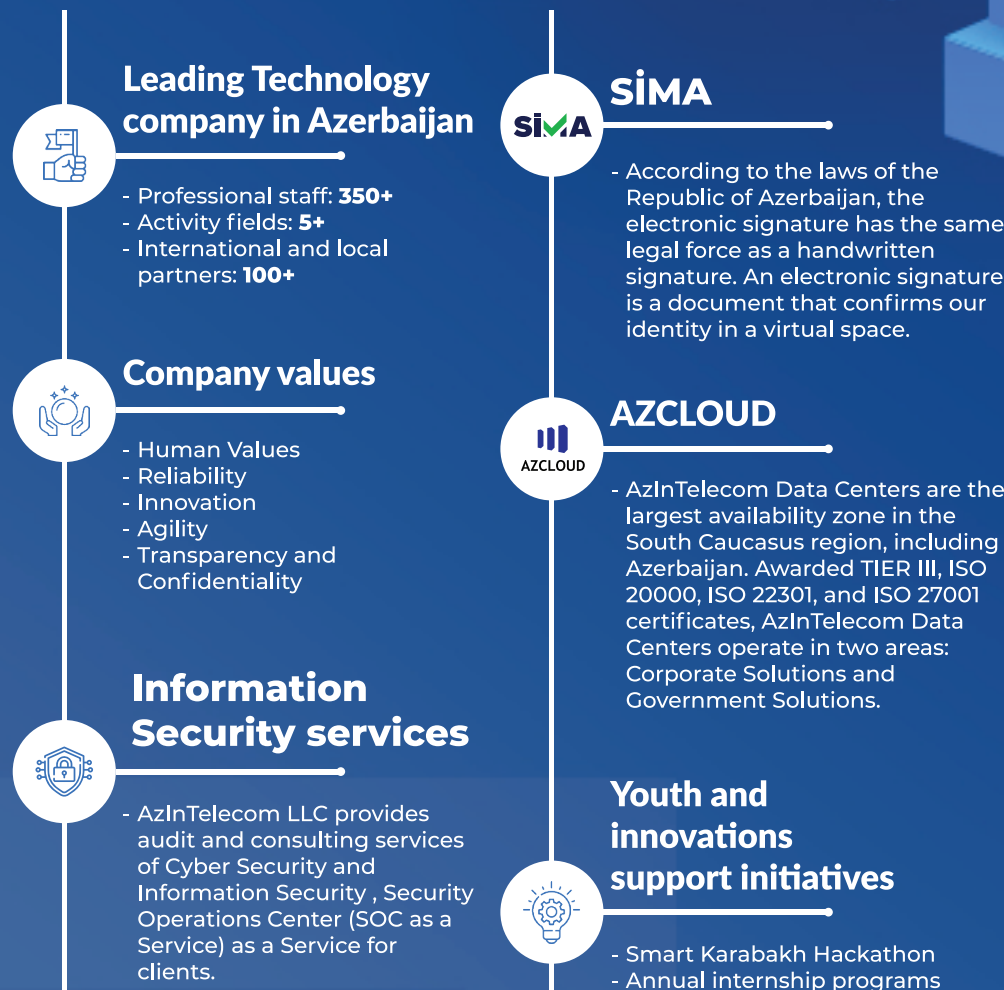 Leading Technology
company in Azerbaijan
- Professional staff: 350+
- Activity fields: 5+
- International and local
partners: 100+
Company values
- Human Values
- Reliability
- Innovation
- Agility
- Transparency and
Confidentiality
Information
Security services
- AzInTelecom LLC provides
audit and consulting services
of Cyber Security and
Information Security , Security
Operations Center (SOC as a
Service) as a Service for
clients.
SİMA
SİMA
- According to the laws of the
Republic of Azerbaijan, the
electronic signature has the same
legal force as a handwritten
signature. An electronic signature
is a document that confirms our
identity in a virtual space.
AZCLOUD
AZCLOUD
- AzInTelecom Data Centers are the
largest availability zone in the
South Caucasus region, including
Azerbaijan. Awarded TIER III, ISO
20000, ISO 22301, and ISO 27001
certificates, AzInTelecom Data
Centers operate in two areas:
Corporate Solutions and
Government Solutions.
Youth and
innovations
support initiatives
- Smart Karabakh Hackathon
- Annual internship programs